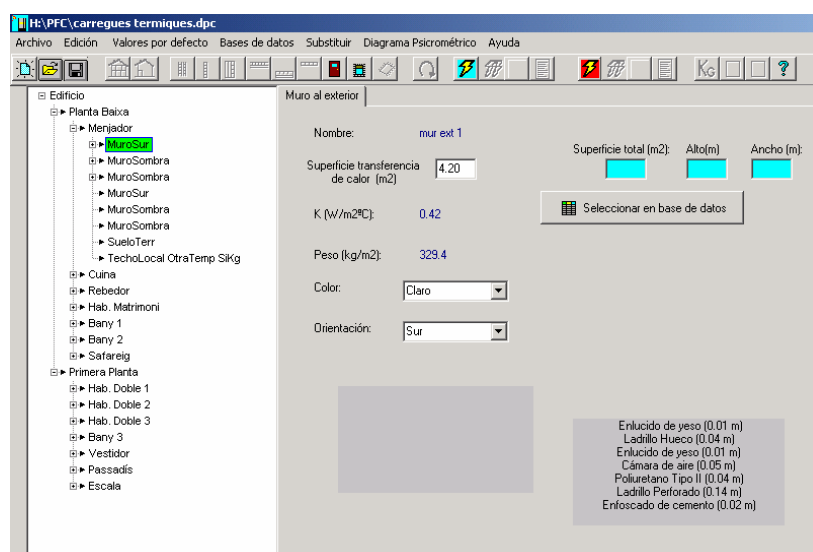 H:\PFC\carregues termiques.dpc
Archivo Edición Valores por defecto Bases de datos Substituir Diagrama Psicrométrico Ayuda
KG ?
Edificio
Planta Baixa
Menjador
MuroSur
MuroSombra
MuroSombra
MuroSur
MuroSombra
MuroSombra
SueloTerr
TechoLocal OtraTemp SiKg
Cuina
Rebedor
Hab. Matrimoni
Bany 1
Bany 2
Safareig
Primera Planta
Hab. Doble 1
Hab. Doble 2
Hab. Doble 3
Bany 3
Vestidor
Passadís
Escala
Muro al exterior
Nombre: mur ext 1
Superficie total (m2): Alto(m) Ancho (m):
Superficie transferencia
de calor (m2) 4.20
Seleccionar en base de datos
K (W/m2ºC): 0.42
Peso (kg/m2): 329.4
Color: Claro
Orientación: Sur
Enlucido de yeso (0.01 m)
Ladrillo Hueco (0.04 m)
Enlucido de yeso (0.01 m)
Cámara de aire (0.05 m)
Poliuretano Tipo II (0.04 m)
Ladrillo Perforado (0.14 m)
Enfoscado de cemento (0.02 m)